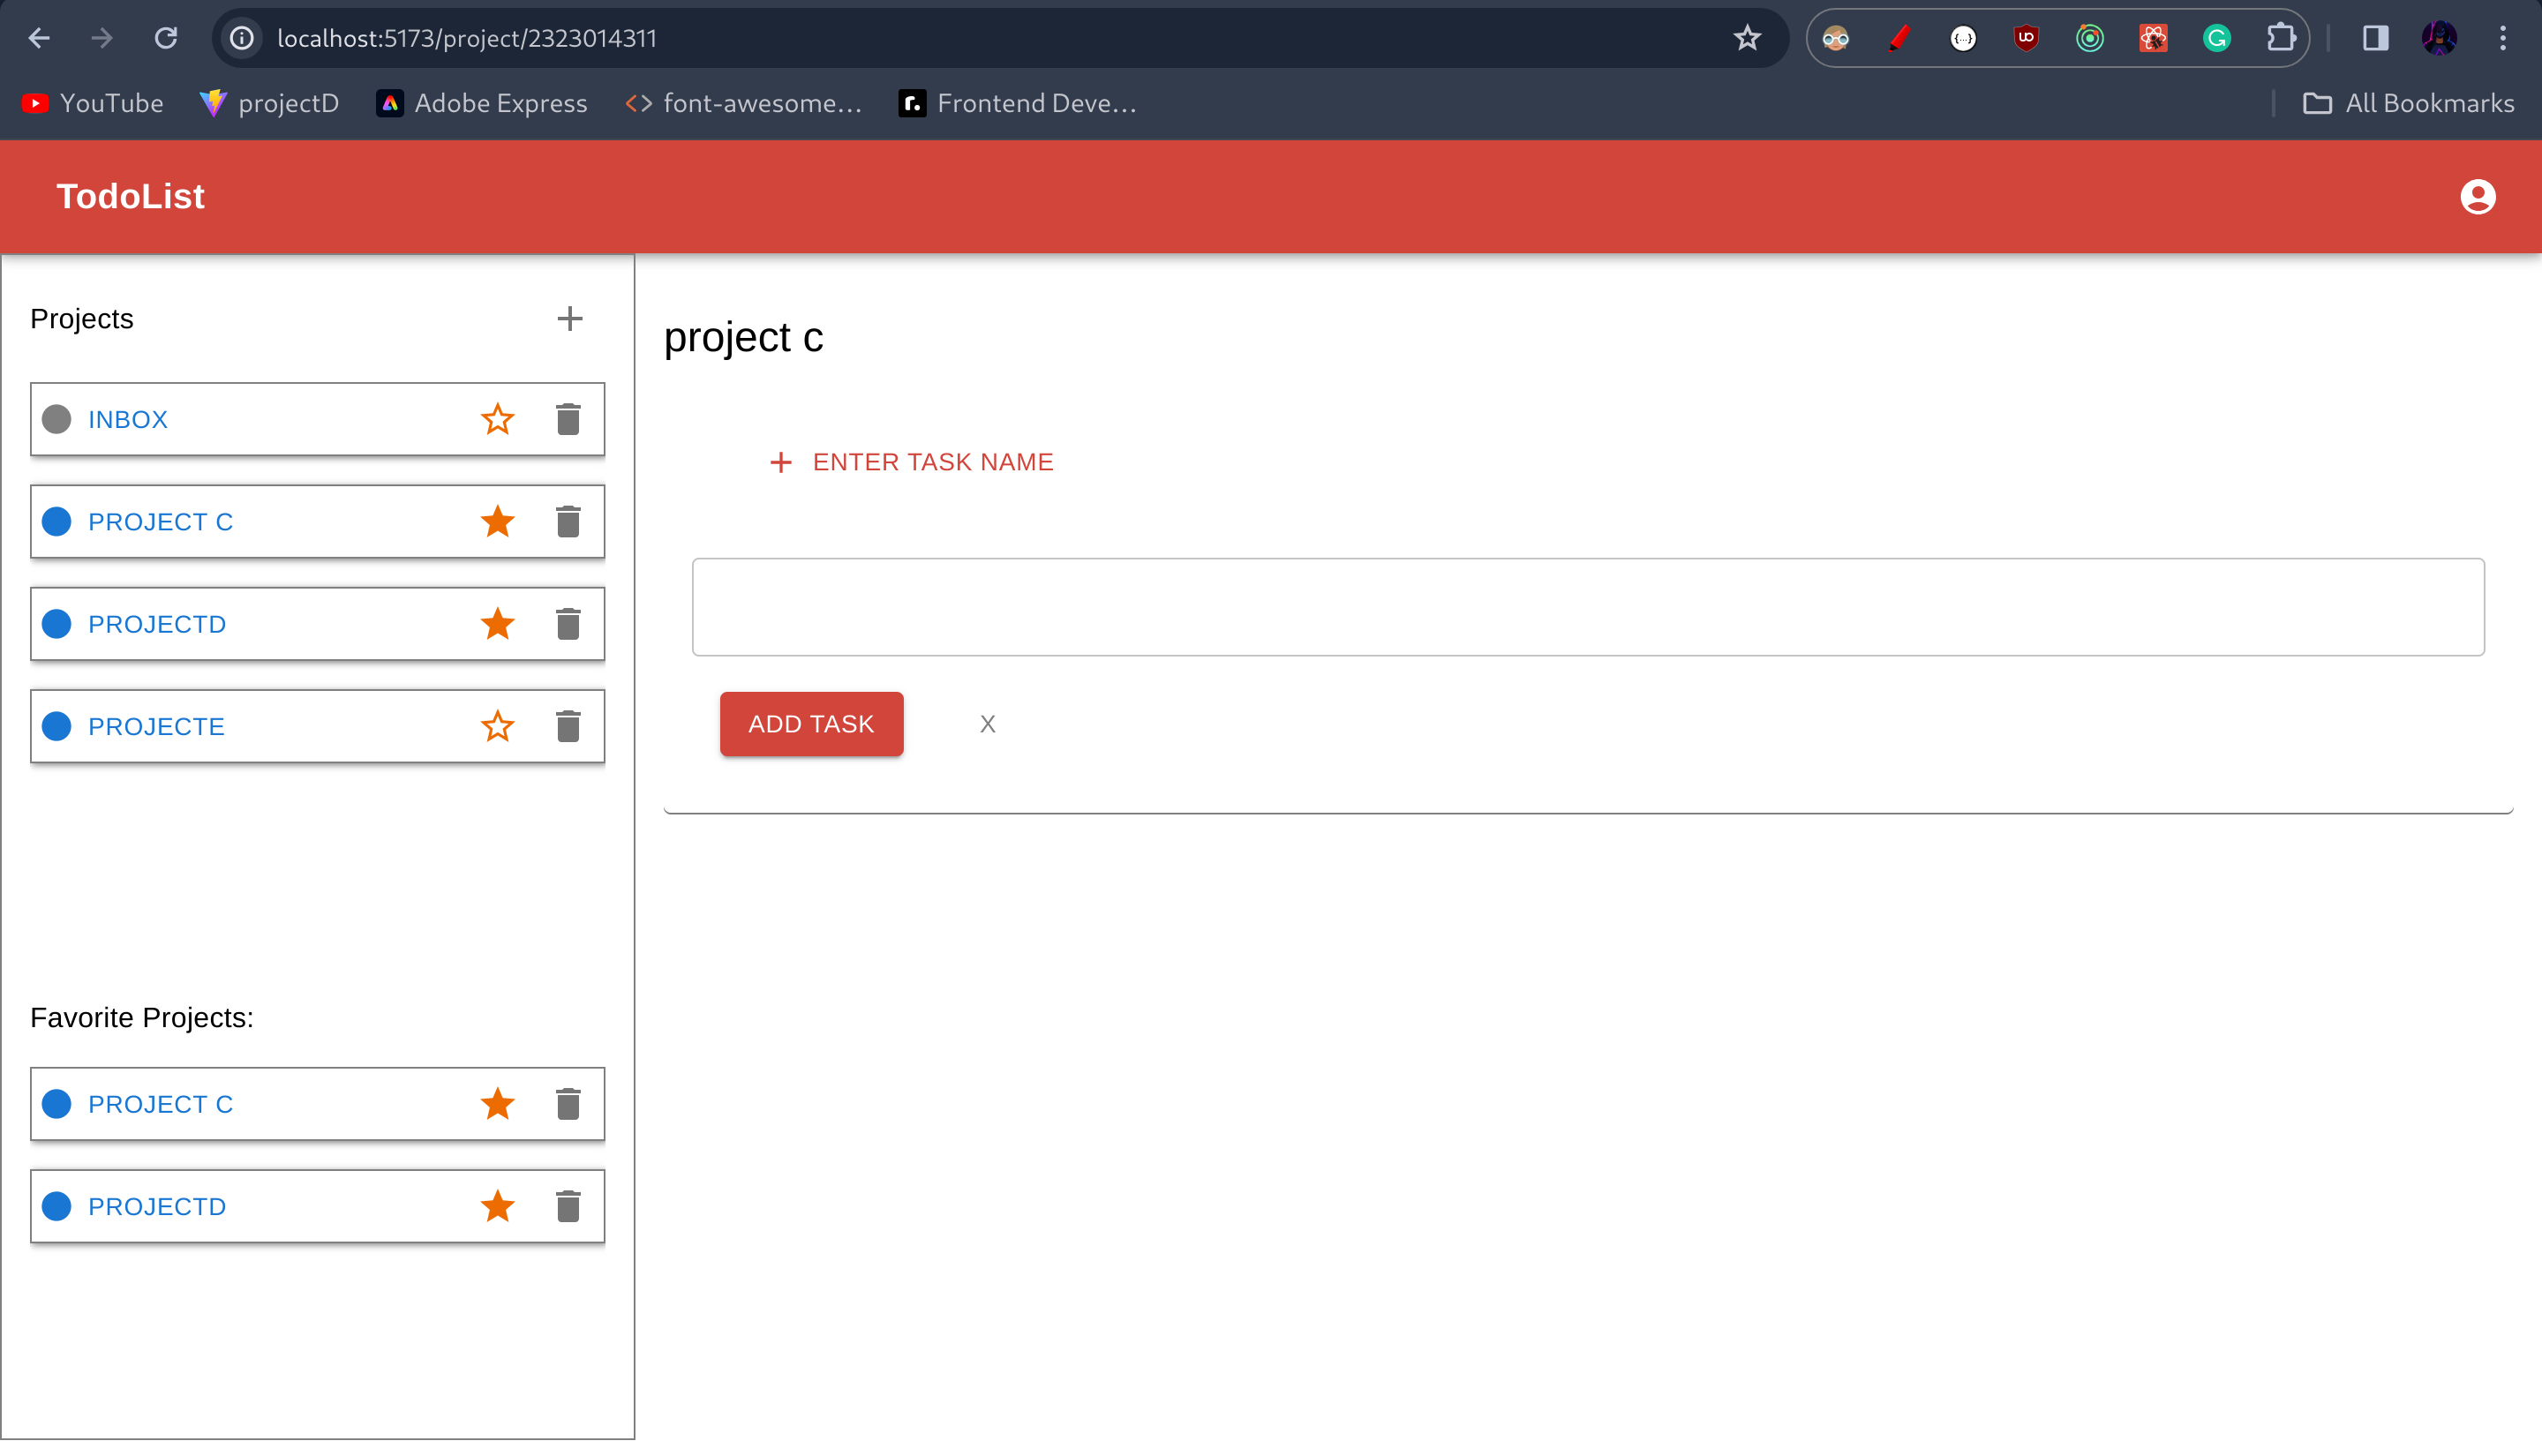 localhost:5173/project/2323014311
YouTube projectD Adobe Express font-awesome... Frontend Deve... All Bookmarks
TodoList
Projects
INBOX
PROJECT C
PROJECTD
PROJECTE
Favorite Projects:
PROJECT C
PROJECTD
project c
ENTER TASK NAME
ADD TASK X